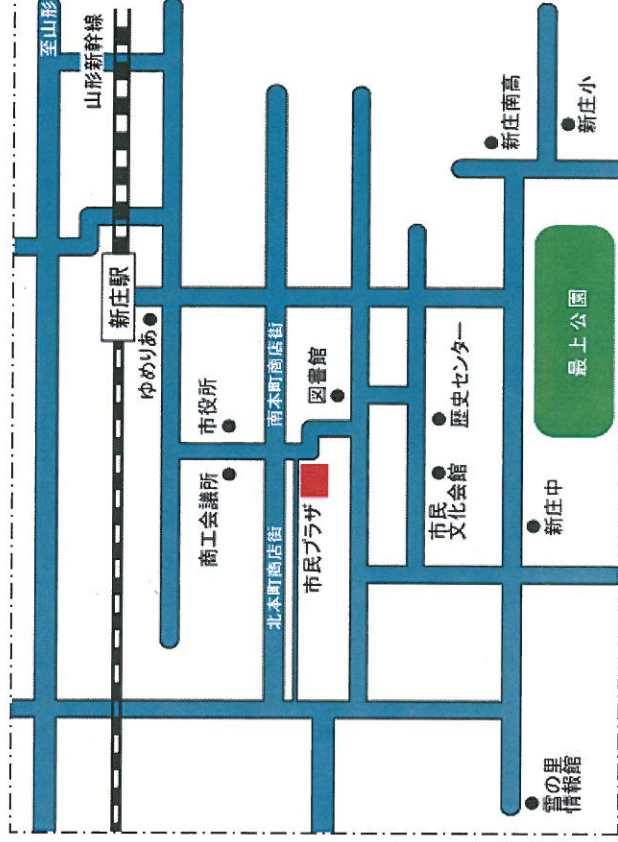 至山形
山形新幹線
新庄駅
ゆめりあ
市役所
商工会議所
南本町商店街
北本町商店街
図書館
市民プラザ
歴史センター
市民
文化会館
新庄南高
新庄小
最上公園
新庄中
雪の里
情報館